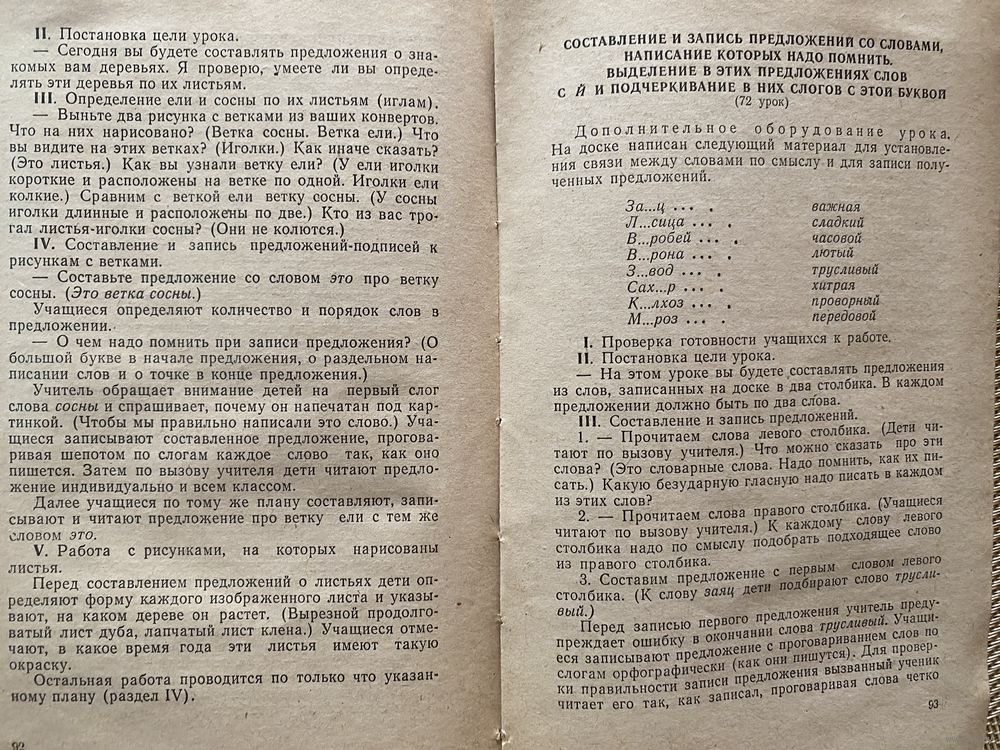 II. Постановка цели урока.
— Сегодня вы будете составлять предложения о зна-
комых вам деревьях. Я проверю, умеете ли вы опреде-
лять эти деревья по их листьям.
III. Определение ели и сосны по их листьям (иглам).
— Выньте два рисунка с ветками из ваших конвертов.
Что на них нарисовано? (Ветка сосны. Ветка ели.) Что
вы видите на этих ветках? (Иголки.) Как иначе сказать?
(Это листья.) Как вы узнали ветку ели? (У ели иголки
короткие и расположены на ветке по одной. Иголки ели
колкие.) Сравним с веткой ели ветку сосны. (У сосны
иголки длинные и расположены по две.) Кто из вас тро-
гал листья-иголки сосны? (Они не колются.)
IV. Составление и запись предложений-подписей к
рисункам с ветками.
— Составьте предложение со словом это про ветку
сосны. (Это ветка сосны.)
Учащиеся определяют количество и порядок слов в
предложении.
— О чем надо помнить при записи предложения? (О
большой букве в начале предложения, о раздельном на-
писании слов и о точке в конце предложения.)
Учитель обращает внимание детей на первый слог
слова сосны и спрашивает, почему он напечатан под кар-
тинкой. (Чтобы мы правильно написали это слово.) Уча-
щиеся записывают составленное предложение, прогова-
ривая шепотом по слогам каждое слово так, как оно
пишется. Затем по вызову учителя дети читают предло-
жение индивидуально и всем классом.
Далее учащиеся по тому же плану составляют, запи-
сывают и читают предложение про ветку ели с тем же
словом это.
V. Работа с рисунками, на которых нарисованы
листья.
Перед составлением предложений о листьях дети оп-
ределяют форму каждого изображенного листа и указы-
вают, на каком дереве он растет. (Вырезной продолго-
ватый лист дуба, лапчатый лист клена.) Учащиеся отме-
чают, в какое время года эти листья имеют такую
окраску.
Остальная работа проводится по только что указан-
ному плану (раздел IV).
92
СОСТАВЛЕНИЕ И ЗАПИСЬ ПРЕДЛОЖЕНИЙ СО СЛОВАМИ,
НАПИСАНИЕ КОТОРЫХ НАДО ПОМНИТЬ.
ВЫДЕЛЕНИЕ В ЭТИХ ПРЕДЛОЖЕНИЯХ СЛОВ
С Й И ПОДЧЕРКИВАНИЕ В НИХ СЛОГОВ С ЭТОЙ БУКВОЙ
(72 урок)
Дополнительное оборудование урока.
На доске написан следующий материал для установле-
ния связи между словами по смыслу и для записи полу-
ченных предложений.
За...ц ... . важная
Л...сица ... . сладкий
В...робей ... . часовой
В...рона ... . лютый
З...вод ... . трусливый
Сах...р ... . хитрая
К...лхоз ... . проворный
М...роз ... . передовой
I. Проверка готовности учащихся к работе.
II. Постановка цели урока.
— На этом уроке вы будете составлять предложения
из слов, записанных на доске в два столбика. В каждом
предложении должно быть по два слова.
III. Составление и запись предложений.
1. — Прочитаем слова левого столбика. (Дети чи-
тают по вызову учителя.) Что можно сказать про эти
слова? (Это словарные слова. Надо помнить, как их пи-
сать.) Какую безударную гласную надо писать в каждом
из этих слов?
2. — Прочитаем слова правого столбика. (Учащиеся
читают по вызову учителя.) К каждому слову левого
столбика надо по смыслу подобрать подходящее слово
из правого столбика.
3. Составим предложение с первым словом левого
столбика. (К слову заяц дети подбирают слово трусли-
вый.)
Перед записью первого предложения учитель преду-
преждает ошибку в окончании слова трусливый. Учащи-
еся записывают предложение с проговариванием слов по
слогам орфографически (как они пишутся). Для провер-
ки правильности записи предложения вызванный ученик
читает его так, как записал, проговаривая слова четко
93